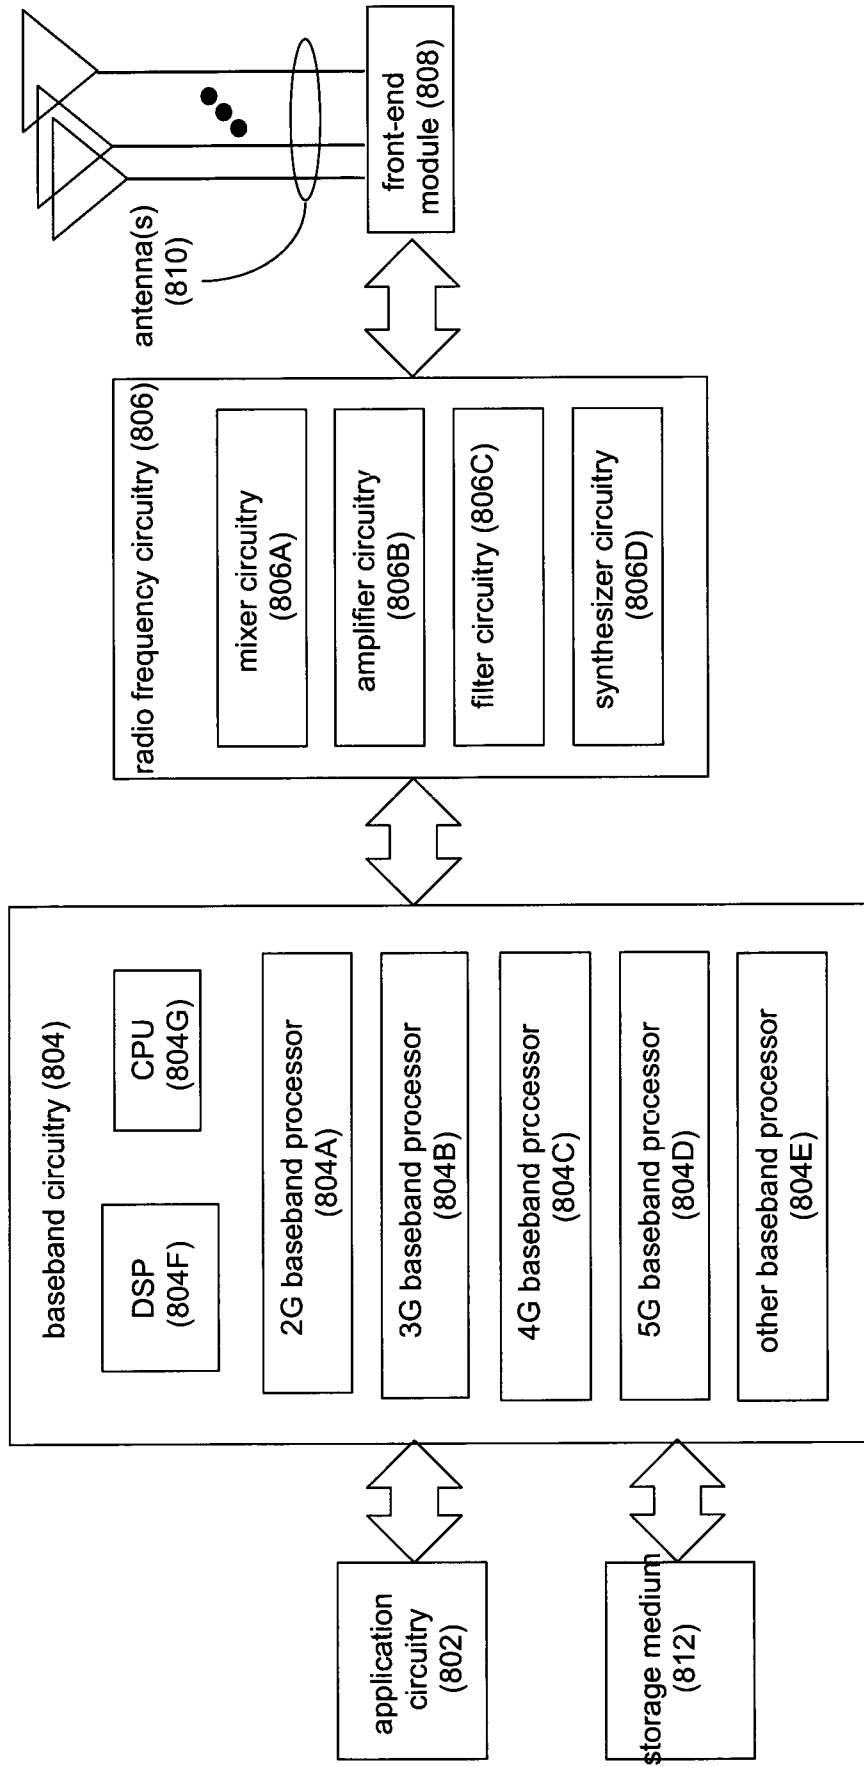 application
circuitry
(802)
storage medium
(812)
baseband circuitry (804)
DSP
(804F)
CPU
(804G)
2G baseband processor
(804A)
3G baseband processor
(804B)
4G baseband processor
(804C)
5G baseband processor
(804D)
other baseband processor
(804E)
radio frequency circuitry (806)
mixer circuitry
(806A)
amplifier circuitry
(806B)
filter circuitry (806C)
synthesizer circuitry
(806D)
antenna(s)
(810)
front-end
module (808)